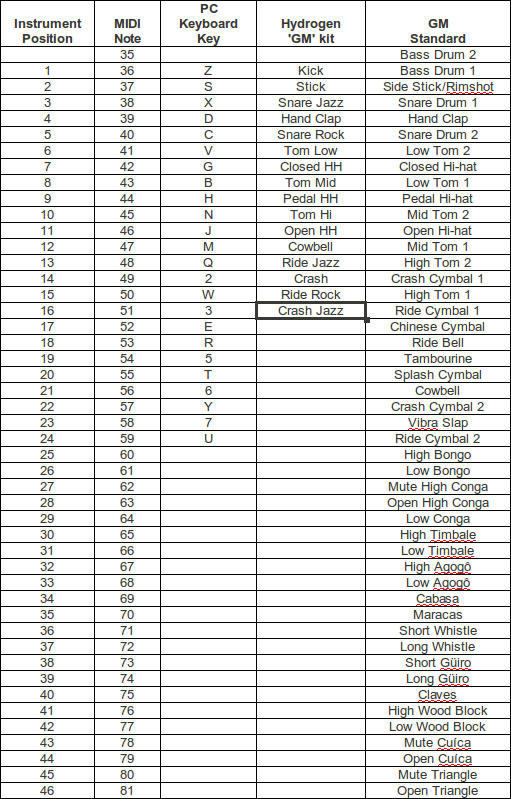 Instrument Position MIDI Note PC Keyboard Key Hydrogen 'GM' kit GM Standard
35 Bass Drum 2
1 36 Z Kick Bass Drum 1
2 37 S Stick Side Stick/Rimshot
3 38 X Snare Jazz Snare Drum 1
4 39 D Hand Clap Hand Clap
5 40 C Snare Rock Snare Drum 2
6 41 V Tom Low Low Tom 2
7 42 G Closed HH Closed Hi-hat
8 43 B Tom Mid Low Tom 1
9 44 H Pedal HH Pedal Hi-hat
10 45 N Tom Hi Mid Tom 2
11 46 J Open HH Open Hi-hat
12 47 M Cowbell Mid Tom 1
13 48 Q Ride Jazz High Tom 2
14 49 2 Crash Crash Cymbal 1
15 50 W Ride Rock High Tom 1
16 51 3 Crash Jazz Ride Cymbal 1
17 52 E Chinese Cymbal
18 53 R Ride Bell
19 54 5 Tambourine
20 55 T Splash Cymbal
21 56 6 Cowbell
22 57 Y Crash Cymbal 2
23 58 7 Vibra Slap
24 59 U Ride Cymbal 2
25 60 High Bongo
26 61 Low Bongo
27 62 Mute High Conga
28 63 Open High Conga
29 64 Low Conga
30 65 High Timbale
31 66 Low Timbale
32 67 High Agogô
33 68 Low Agogô
34 69 Cabasa
35 70 Maracas
36 71 Short Whistle
37 72 Long Whistle
38 73 Short Güiro
39 74 Long Güiro
40 75 Claves
41 76 High Wood Block
42 77 Low Wood Block
43 78 Mute Cuíca
44 79 Open Cuíca
45 80 Mute Triangle
46 81 Open Triangle